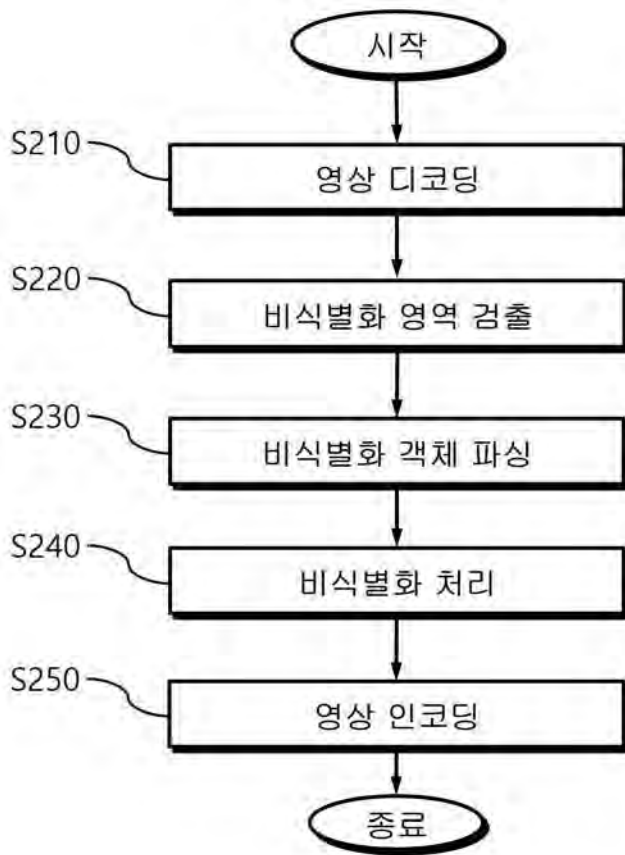 시작
S210
영상 디코딩
S220
비식별화 영역 검출
S230
비식별화 객체 파싱
S240
비식별화 처리
S250
영상 인코딩
종료